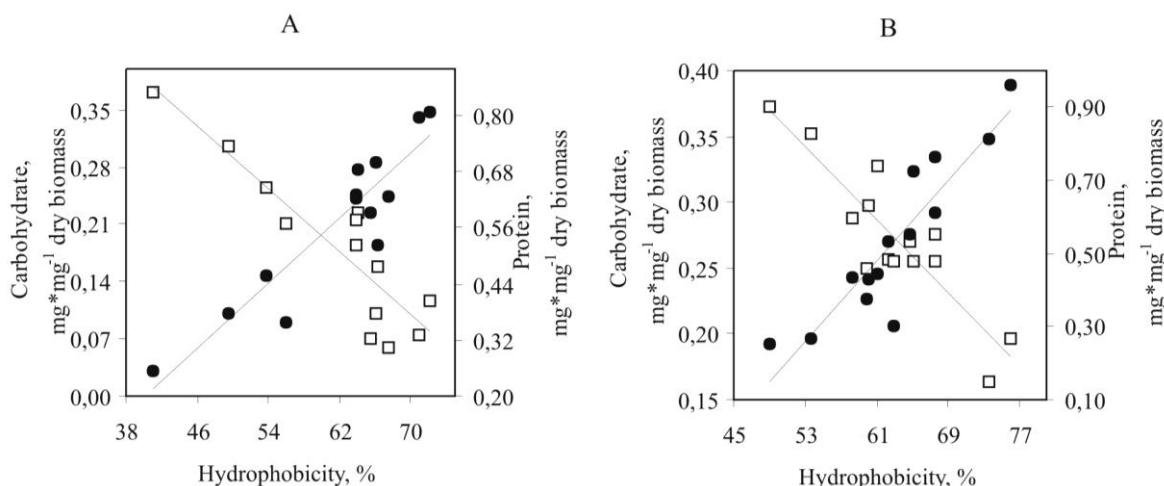 A
Carbohydrate,
mg*mg⁻¹ dry biomass
0,35
0,28
0,21
0,14
0,07
0,00
0,80
0,68
0,56
0,44
0,32
0,20
Protein,
mg*mg⁻¹ dry biomass
38 46 54 62 70
Hydrophobicity, %
B
Carbohydrate,
mg*mg⁻¹ dry biomass
0,40
0,35
0,30
0,25
0,20
0,15
0,90
0,70
0,50
0,30
0,10
Protein,
mg*mg⁻¹ dry biomass
45 53 61 69 77
Hydrophobicity, %